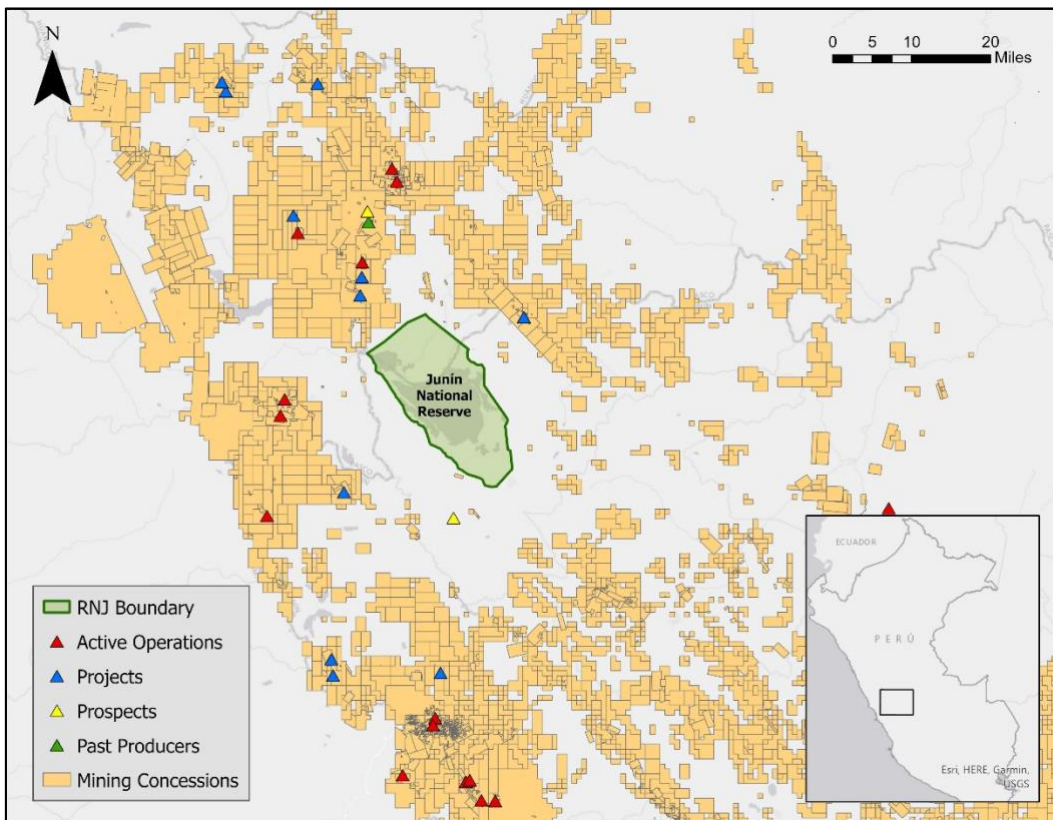 N
0 5 10 20
Miles
Junín
National
Reserve
RNJ Boundary
Active Operations
Projects
Prospects
Past Producers
Mining Concessions
ECUADOR
PERÚ
Esri, HERE, Garmin,
USGS